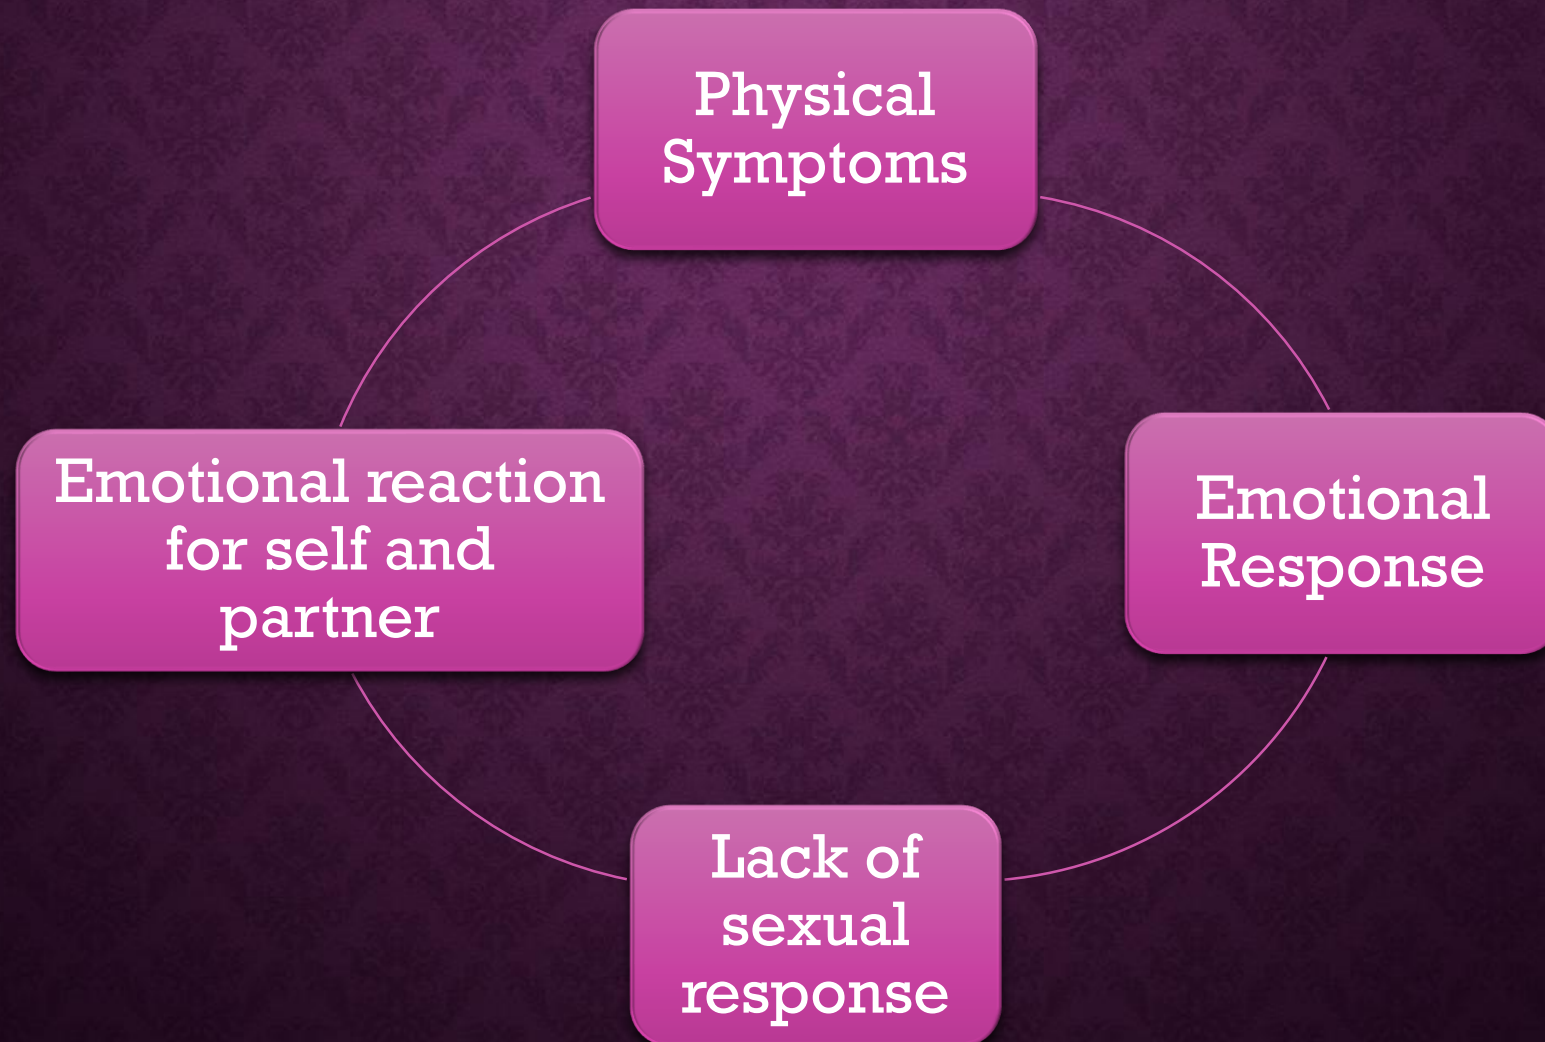 Physical
Symptoms
Emotional
Response
Lack of
sexual
response
Emotional reaction
for self and
partner